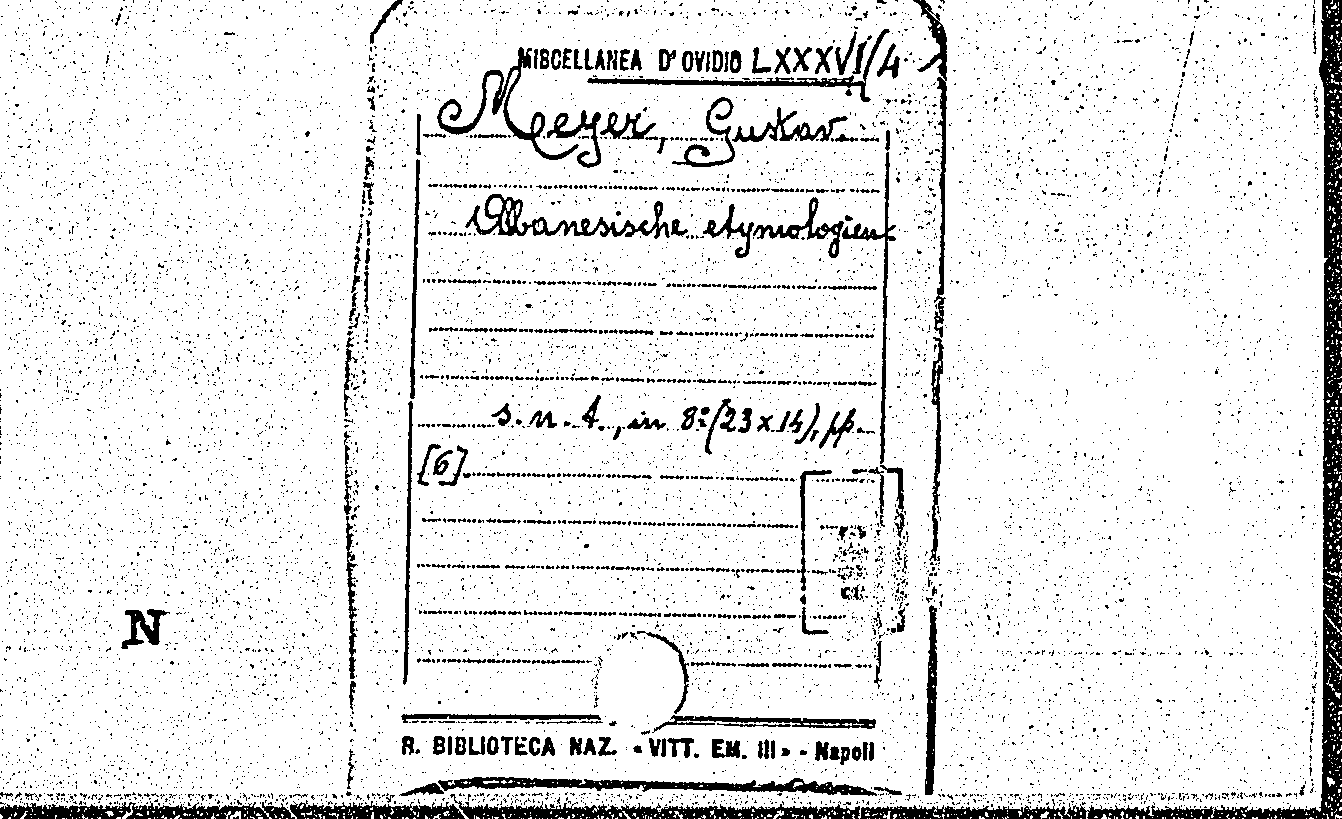 MISCELLANEA D'OVIDIO LXXXVI/4
Meyer, Gustav.
Albanesische etymologien.
s. n. t., in 8º (23 x 14), pp.
[6]
N
R. BIBLIOTECA NAZ. « VITT. EM. III » - Napoli